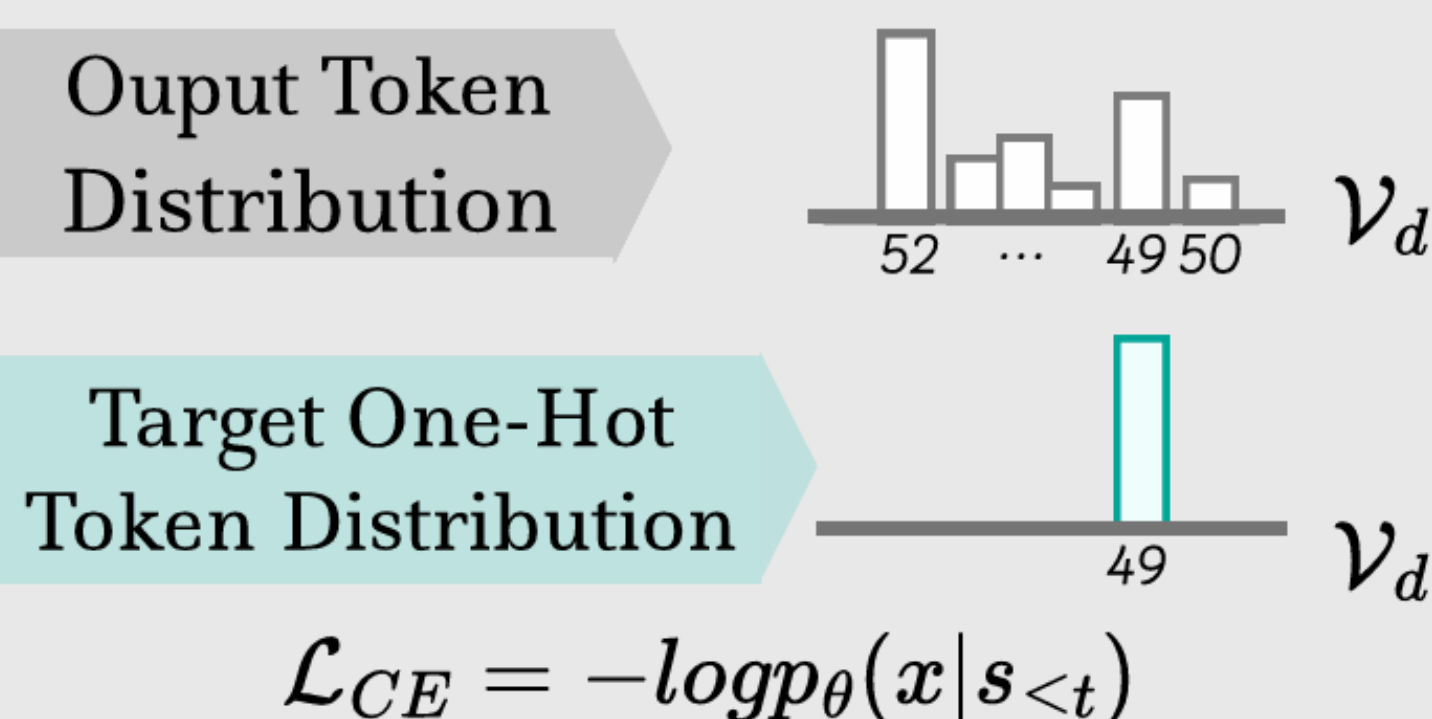 Ouput Token
Distribution
52 ... 49 50
𝒱_d
Target One-Hot
Token Distribution
49
𝒱_d
ℒ_CE = −logp_θ(x|s_<t)